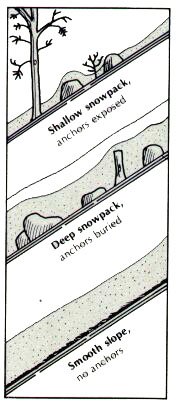 Shallow snowpack,
anchors exposed
Deep snowpack,
anchors buried
Smooth slope,
no anchors